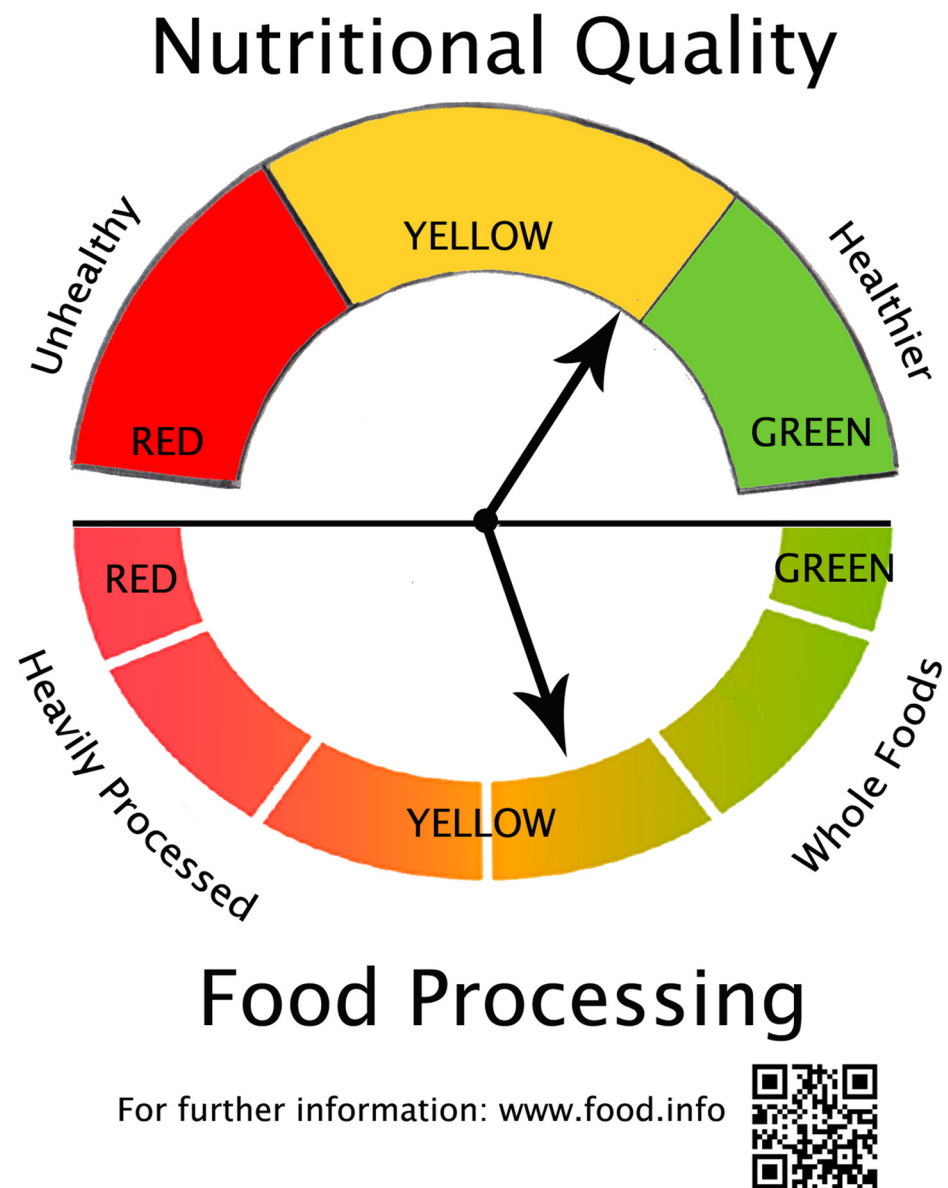 Nutritional Quality
Unhealthy
YELLOW
Healthier
RED
GREEN
RED
GREEN
Heavily Processed
YELLOW
Whole Foods
Food Processing
For further information: www.food.info